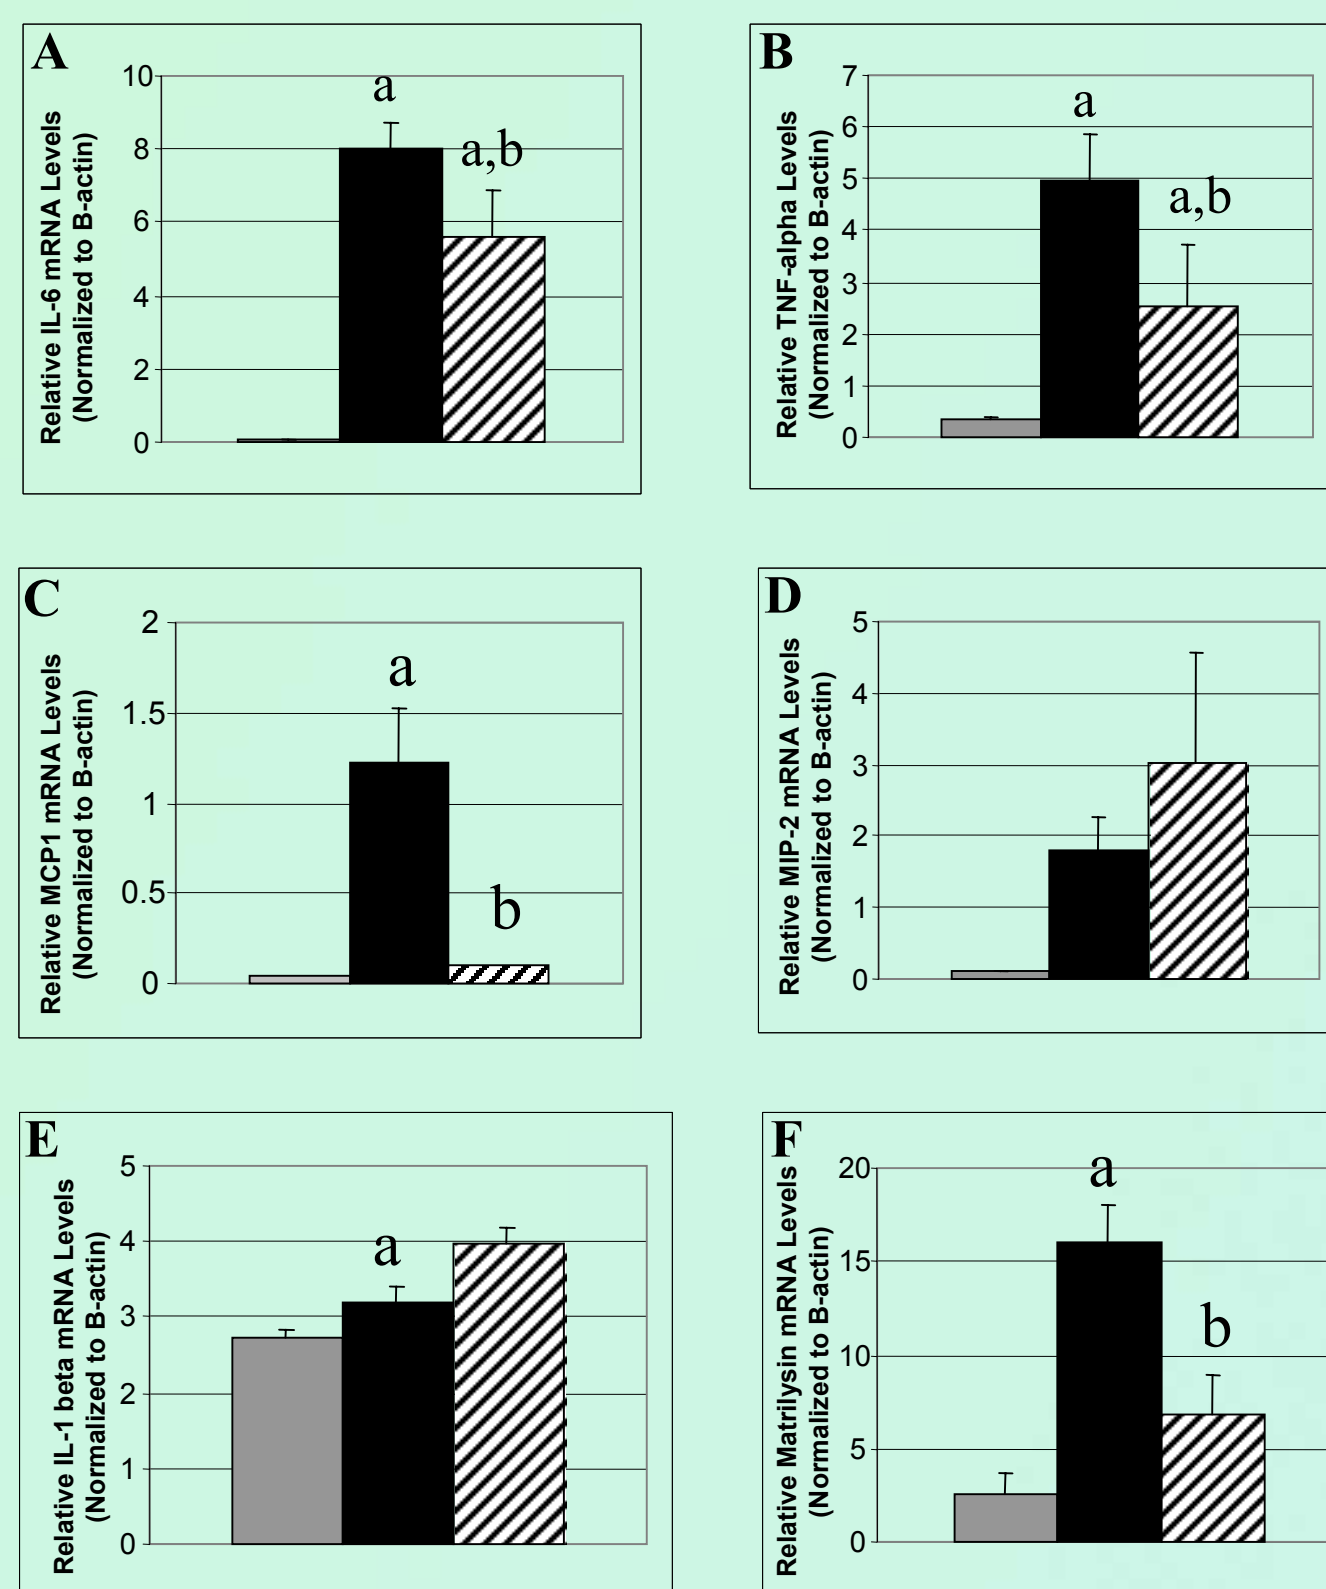 A
Relative IL-6 mRNA Levels
(Normalized to B-actin)
10
8
6
4
2
0
a
a,b
B
Relative TNF-alpha Levels
(Normalized to B-actin)
7
6
5
4
3
2
1
0
a
a,b
C
Relative MCP1 mRNA Levels
(Normalized to B-actin)
2
1.5
1
0.5
0
a
b
D
Relative MIP-2 mRNA Levels
(Normalized to B-actin)
5
4
3
2
1
0
E
Relative IL-1 beta mRNA Levels
(Normalized to B-actin)
5
4
3
2
1
0
a
F
Relative Matrilysin mRNA Levels
(Normalized to B-actin)
20
15
10
5
0
a
b